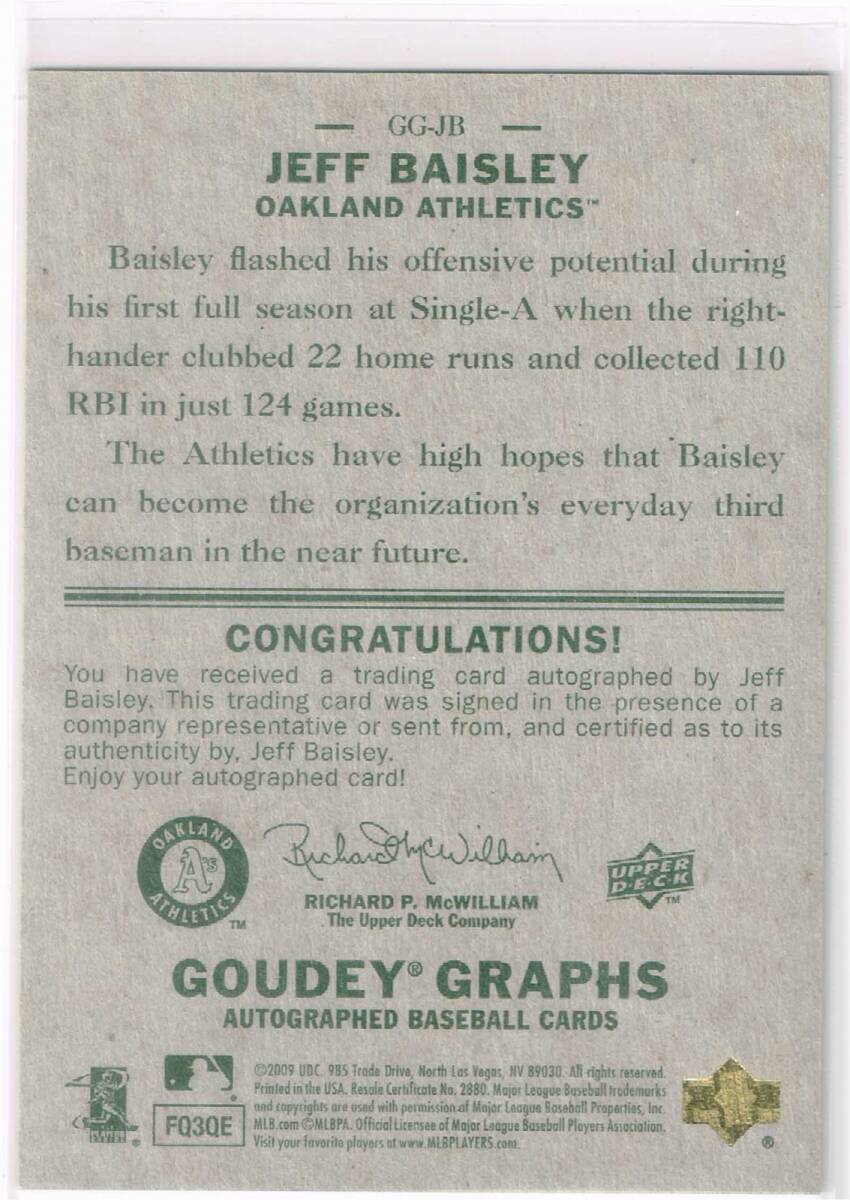 GG-JB
JEFF BAISLEY
OAKLAND ATHLETICS™
Baisley flashed his offensive potential during
his first full season at Single-A when the right-
hander clubbed 22 home runs and collected 110
RBI in just 124 games.
The Athletics have high hopes that Baisley
can become the organization's everyday third
baseman in the near future.
CONGRATULATIONS!
You have received a trading card autographed by Jeff
Baisley. This trading card was signed in the presence of a
company representative or sent from, and certified as to its
authenticity by, Jeff Baisley.
Enjoy your autographed card!
OAKLAND A's ATHLETICS ™
Richard McWilliam
UPPER DECK ™
RICHARD P. McWILLIAM
The Upper Deck Company
GOUDEY® GRAPHS
AUTOGRAPHED BASEBALL CARDS
©2009 UDC. 985 Trade Drive, North Las Vegas, NV 89030. All rights reserved.
Printed in the USA. Resale Certificate No. 2880. Major League Baseball trademarks
and copyrights are used with permission of Major League Baseball Properties, Inc.
MLB.com ©MLBPA. Official Licensee of Major League Baseball Players Association.
Visit your favorite players at www.MLBPLAYERS.com.
FQ3QE
®
®